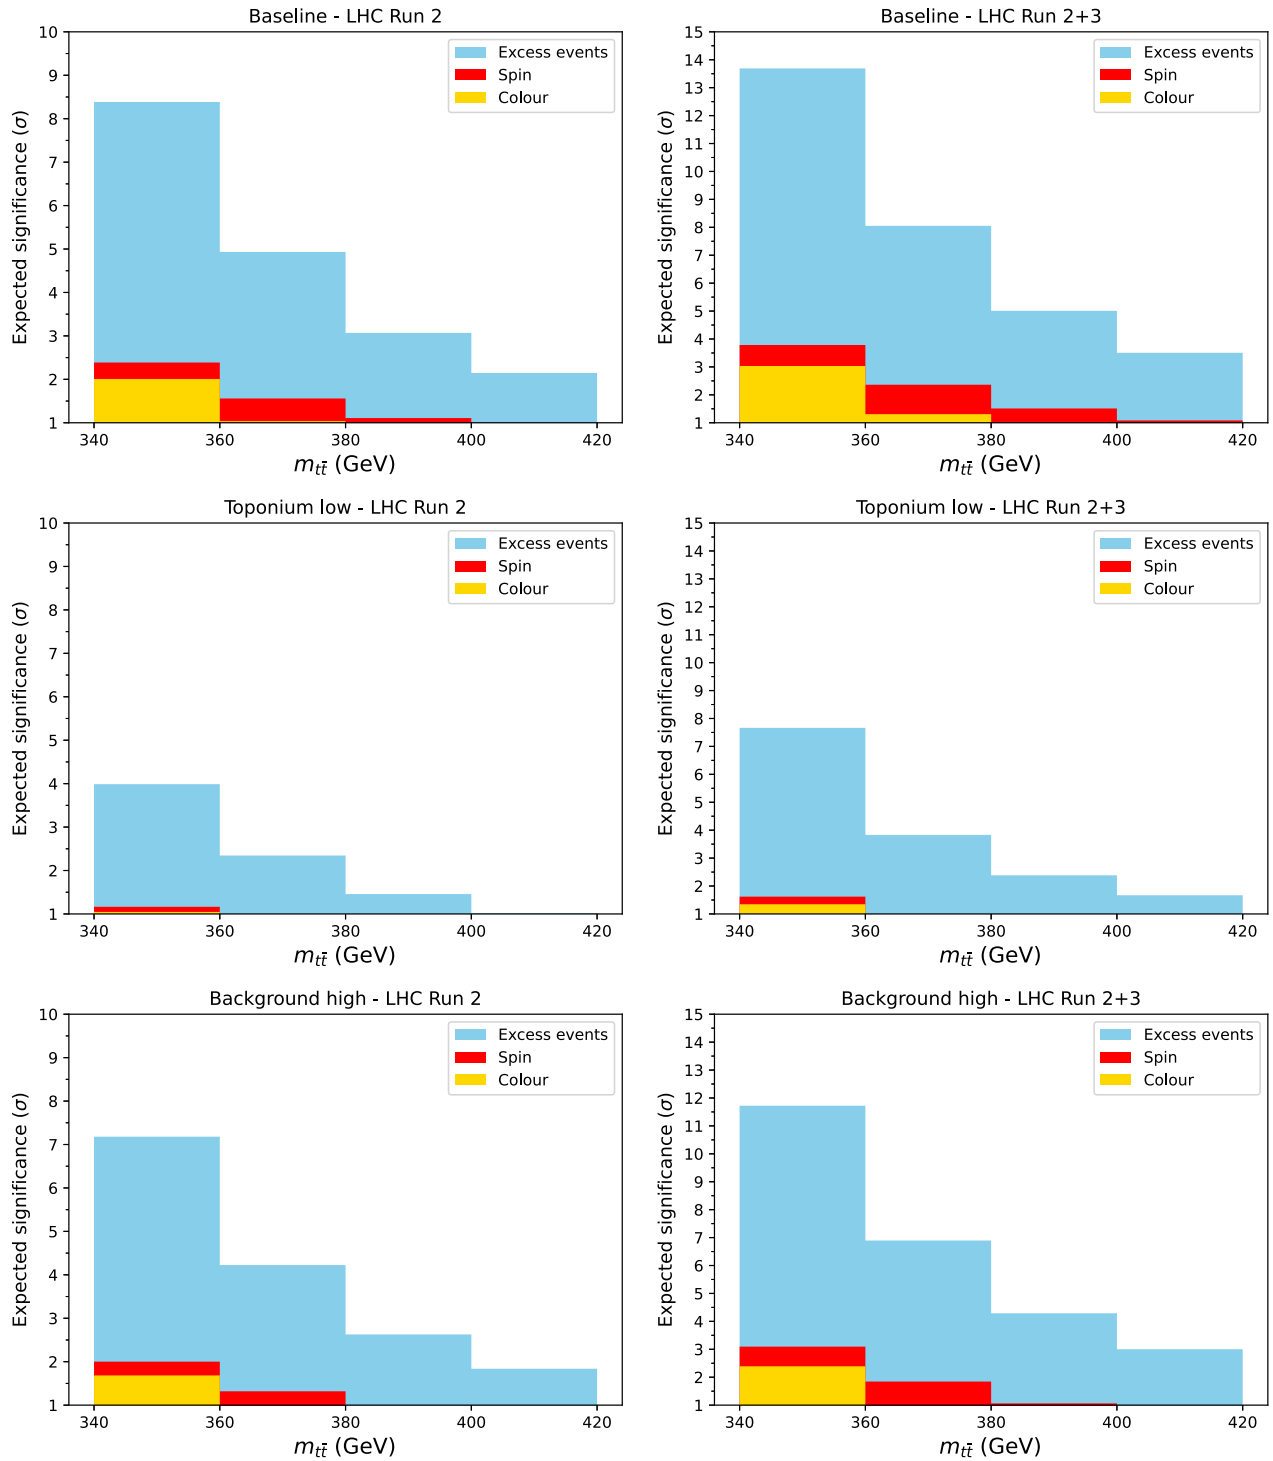 Baseline - LHC Run 2
10
9
8
7
6
5
4
3
2
1
Expected significance (σ)
Excess events
Spin
Colour
340 360 380 400 420
m_{tt̄} (GeV)
Baseline - LHC Run 2+3
15
14
13
12
11
10
9
8
7
6
5
4
3
2
1
Expected significance (σ)
Excess events
Spin
Colour
340 360 380 400 420
m_{tt̄} (GeV)
Toponium low - LHC Run 2
10
9
8
7
6
5
4
3
2
1
Expected significance (σ)
Excess events
Spin
Colour
340 360 380 400 420
m_{tt̄} (GeV)
Toponium low - LHC Run 2+3
15
14
13
12
11
10
9
8
7
6
5
4
3
2
1
Expected significance (σ)
Excess events
Spin
Colour
340 360 380 400 420
m_{tt̄} (GeV)
Background high - LHC Run 2
10
9
8
7
6
5
4
3
2
1
Expected significance (σ)
Excess events
Spin
Colour
340 360 380 400 420
m_{tt̄} (GeV)
Background high - LHC Run 2+3
15
14
13
12
11
10
9
8
7
6
5
4
3
2
1
Expected significance (σ)
Excess events
Spin
Colour
340 360 380 400 420
m_{tt̄} (GeV)